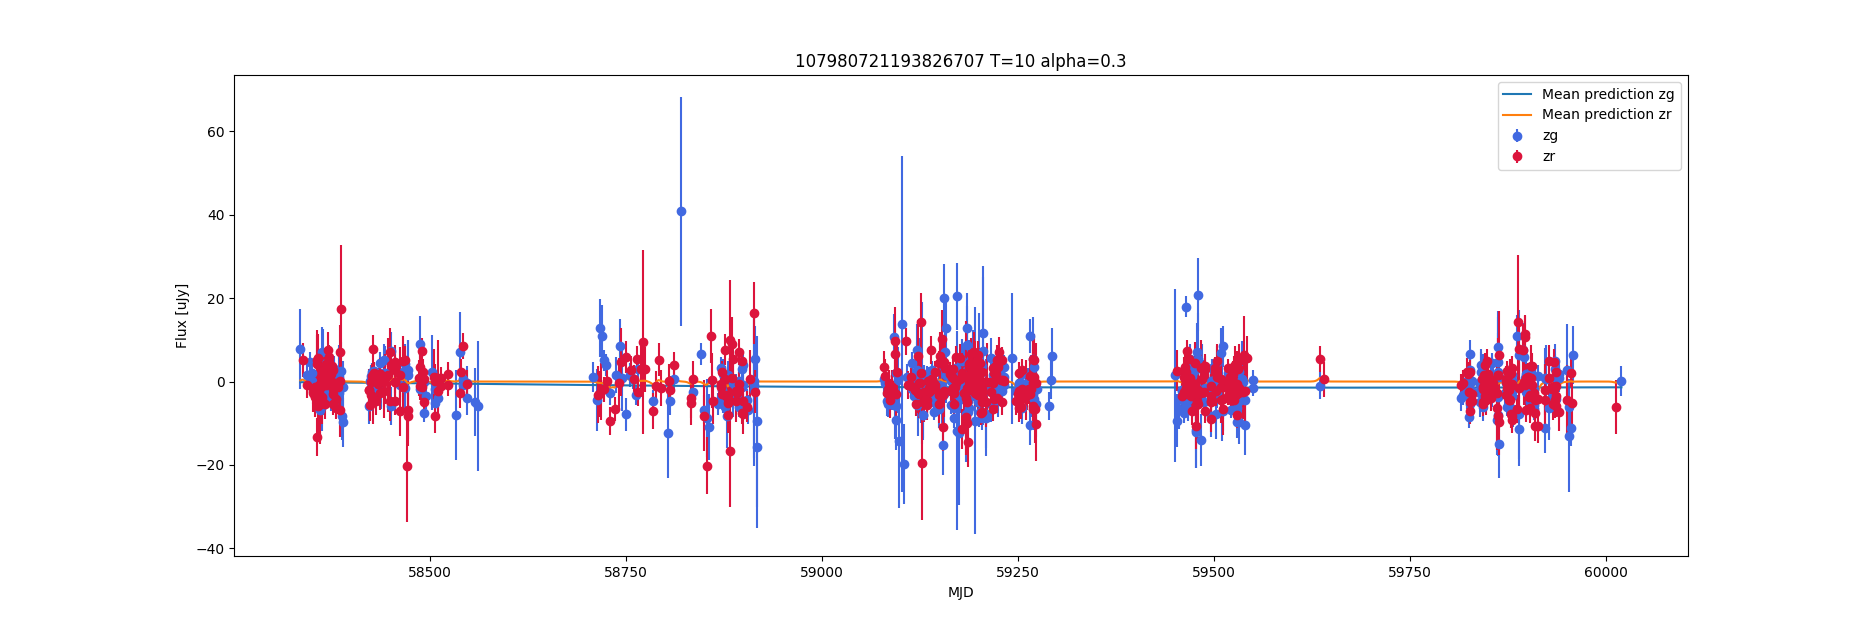 107980721193826707 T=10 alpha=0.3
Mean prediction zg
Mean prediction zr
zg
zr
Flux [uJy]
60
40
20
0
−20
−40
58500
58750
59000
59250
59500
59750
60000
MJD